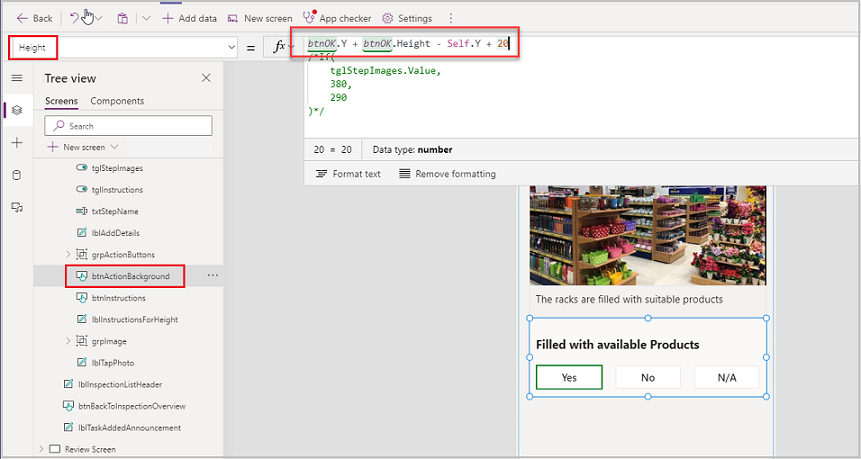 Back
Add data
New screen
App checker
Settings
Height
=
fx
btnOK.Y + btnOK.Height - Self.Y + 20
/*If(
tglStepImages.Value,
380,
290
)*/
20 = 20
Data type: number
Format text
Remove formatting
Tree view
Screens
Components
Search
New screen
tglStepImages
tglInstructions
txtStepName
lblAddDetails
grpActionButtons
btnActionBackground
btnInstructions
lblInstructionsForHeight
grpImage
lblTapPhoto
lblInspectionListHeader
btnBackToInspectionOverview
lblTaskAddedAnnouncement
Review Screen
The racks are filled with suitable products
Filled with available Products
Yes
No
N/A